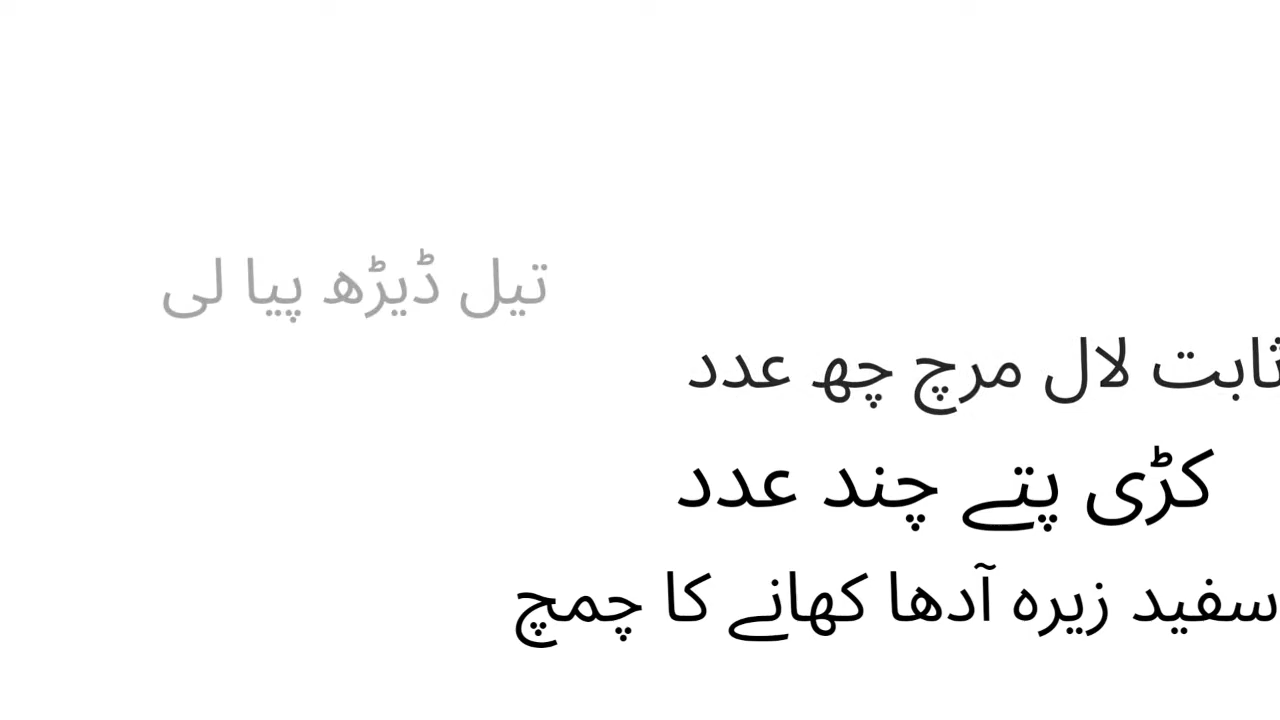 تیل ڈیڑھ پیا لی
ثابت لال مرچ چھ عدد
کڑی پتے چند عدد
سفید زیرہ آدھا کھانے کا چمچ